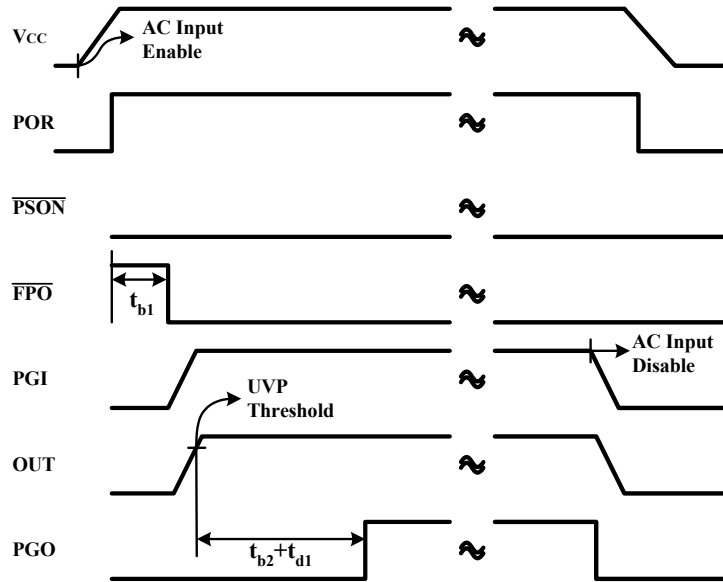 VCC
AC Input
Enable
POR
PSON
FPO
tb1
PGI
AC Input
Disable
UVP
Threshold
OUT
PGO
tb2+td1